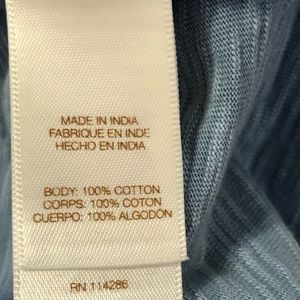 MADE IN INDIA
FABRIQUE EN INDE
HECHO EN INDIA
BODY: 100% COTTON
CORPS: 100% COTON
CUERPO: 100% ALGODÓN
RN 114286